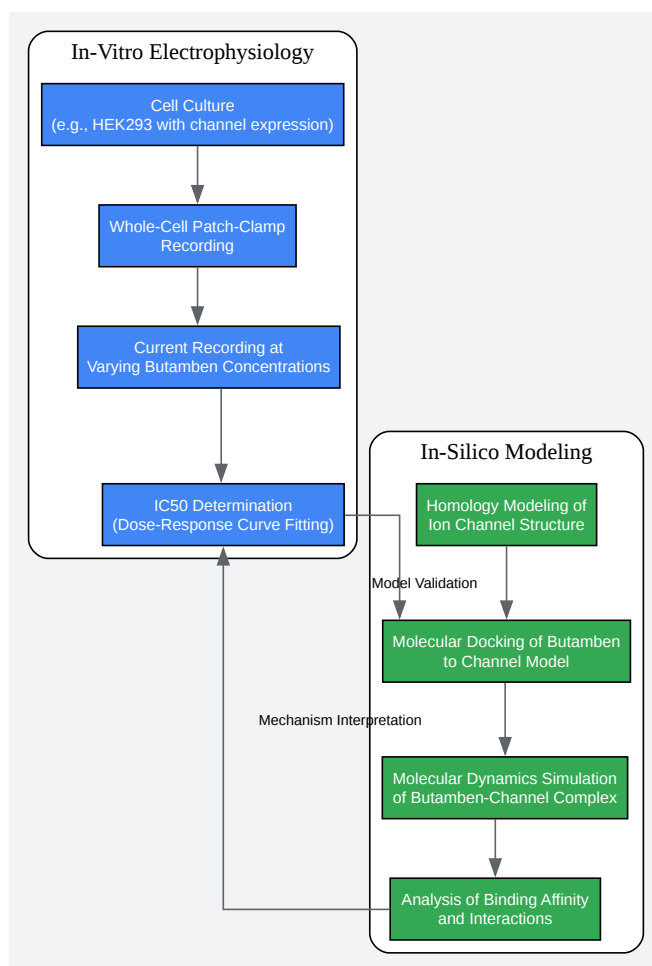 In-Vitro Electrophysiology
Cell Culture
(e.g., HEK293 with channel expression)
Whole-Cell Patch-Clamp
Recording
Current Recording at
Varying Butamben Concentrations
IC50 Determination
(Dose-Response Curve Fitting)
In-Silico Modeling
Homology Modeling of
Ion Channel Structure
Model Validation
Molecular Docking of Butamben
to Channel Model
Mechanism Interpretation
Molecular Dynamics Simulation
of Butamben-Channel Complex
Analysis of Binding Affinity
and Interactions